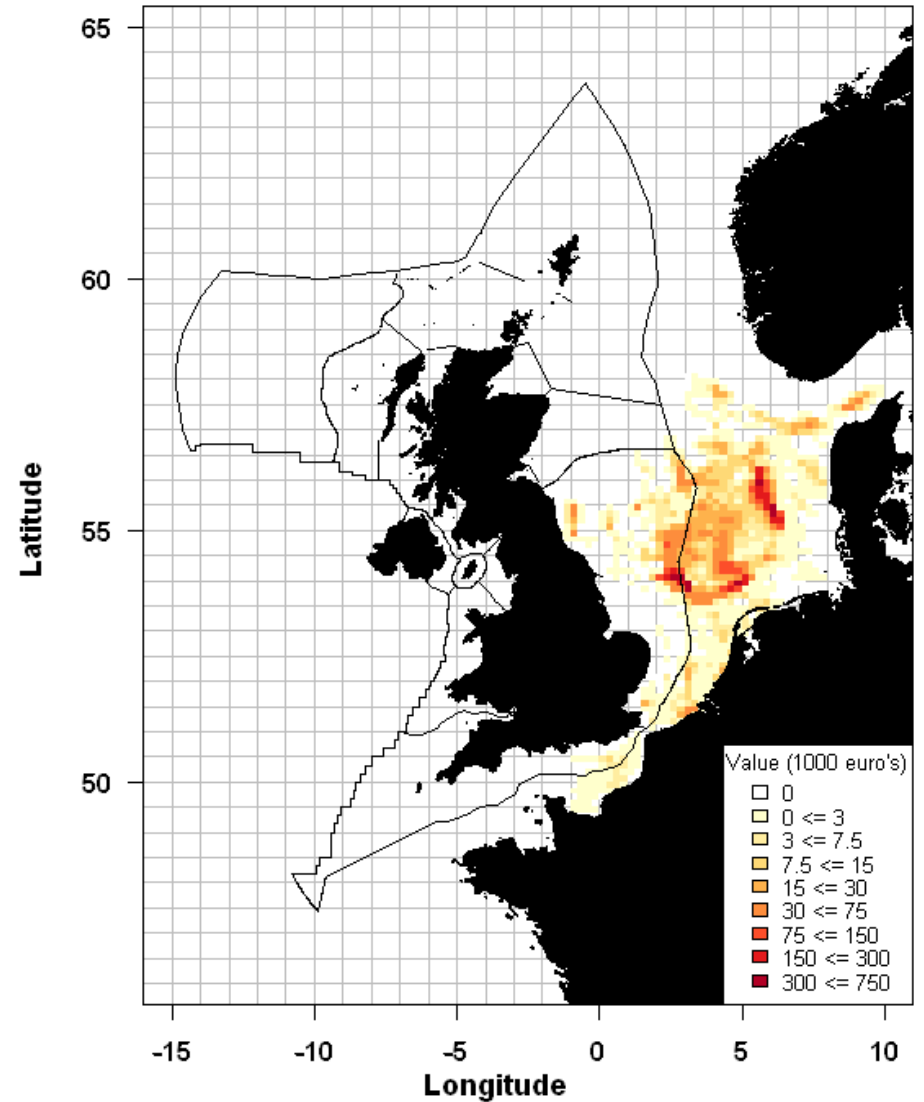 65
60
55
50
Latitude
-15 -10 -5 0 5 10
Longitude
Value (1000 euro's)
0
0 <= 3
3 <= 7.5
7.5 <= 15
15 <= 30
30 <= 75
75 <= 150
150 <= 300
300 <= 750